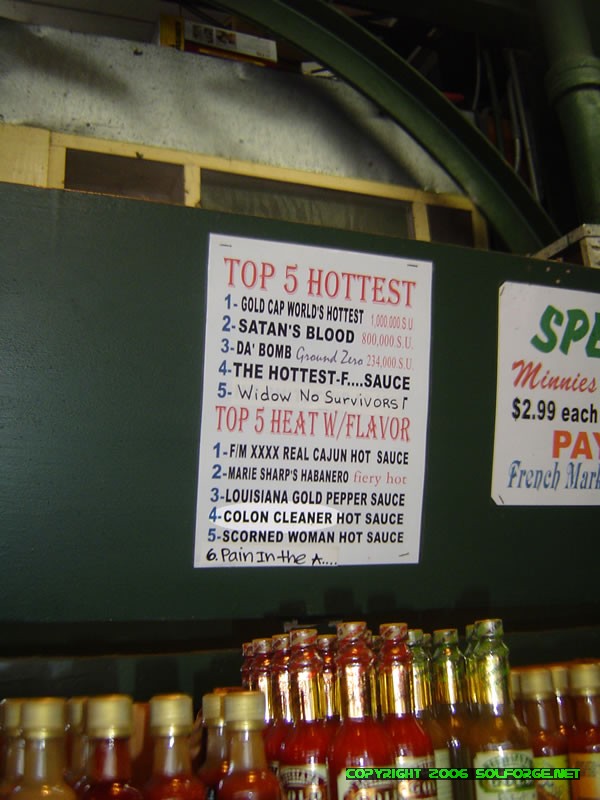 TOP 5 HOTTEST
1- GOLD CAP WORLD'S HOTTEST 1,000,000 S.U
2- SATAN'S BLOOD 800,000 S.U.
3- DA' BOMB Ground Zero 234,000 S.U.
4- THE HOTTEST-F....SAUCE
5- Widow No Survivors!
TOP 5 HEAT W/FLAVOR
1- F/M XXXX REAL CAJUN HOT SAUCE
2- MARIE SHARP'S HABANERO fiery hot
3- LOUISIANA GOLD PEPPER SAUCE
4- COLON CLEANER HOT SAUCE
5- SCORNED WOMAN HOT SAUCE
6. Pain In the A....
SPE
Minnies
$2.99 each
PAY
French Mark
COPYRIGHT 2006 SOLFORGE.NET